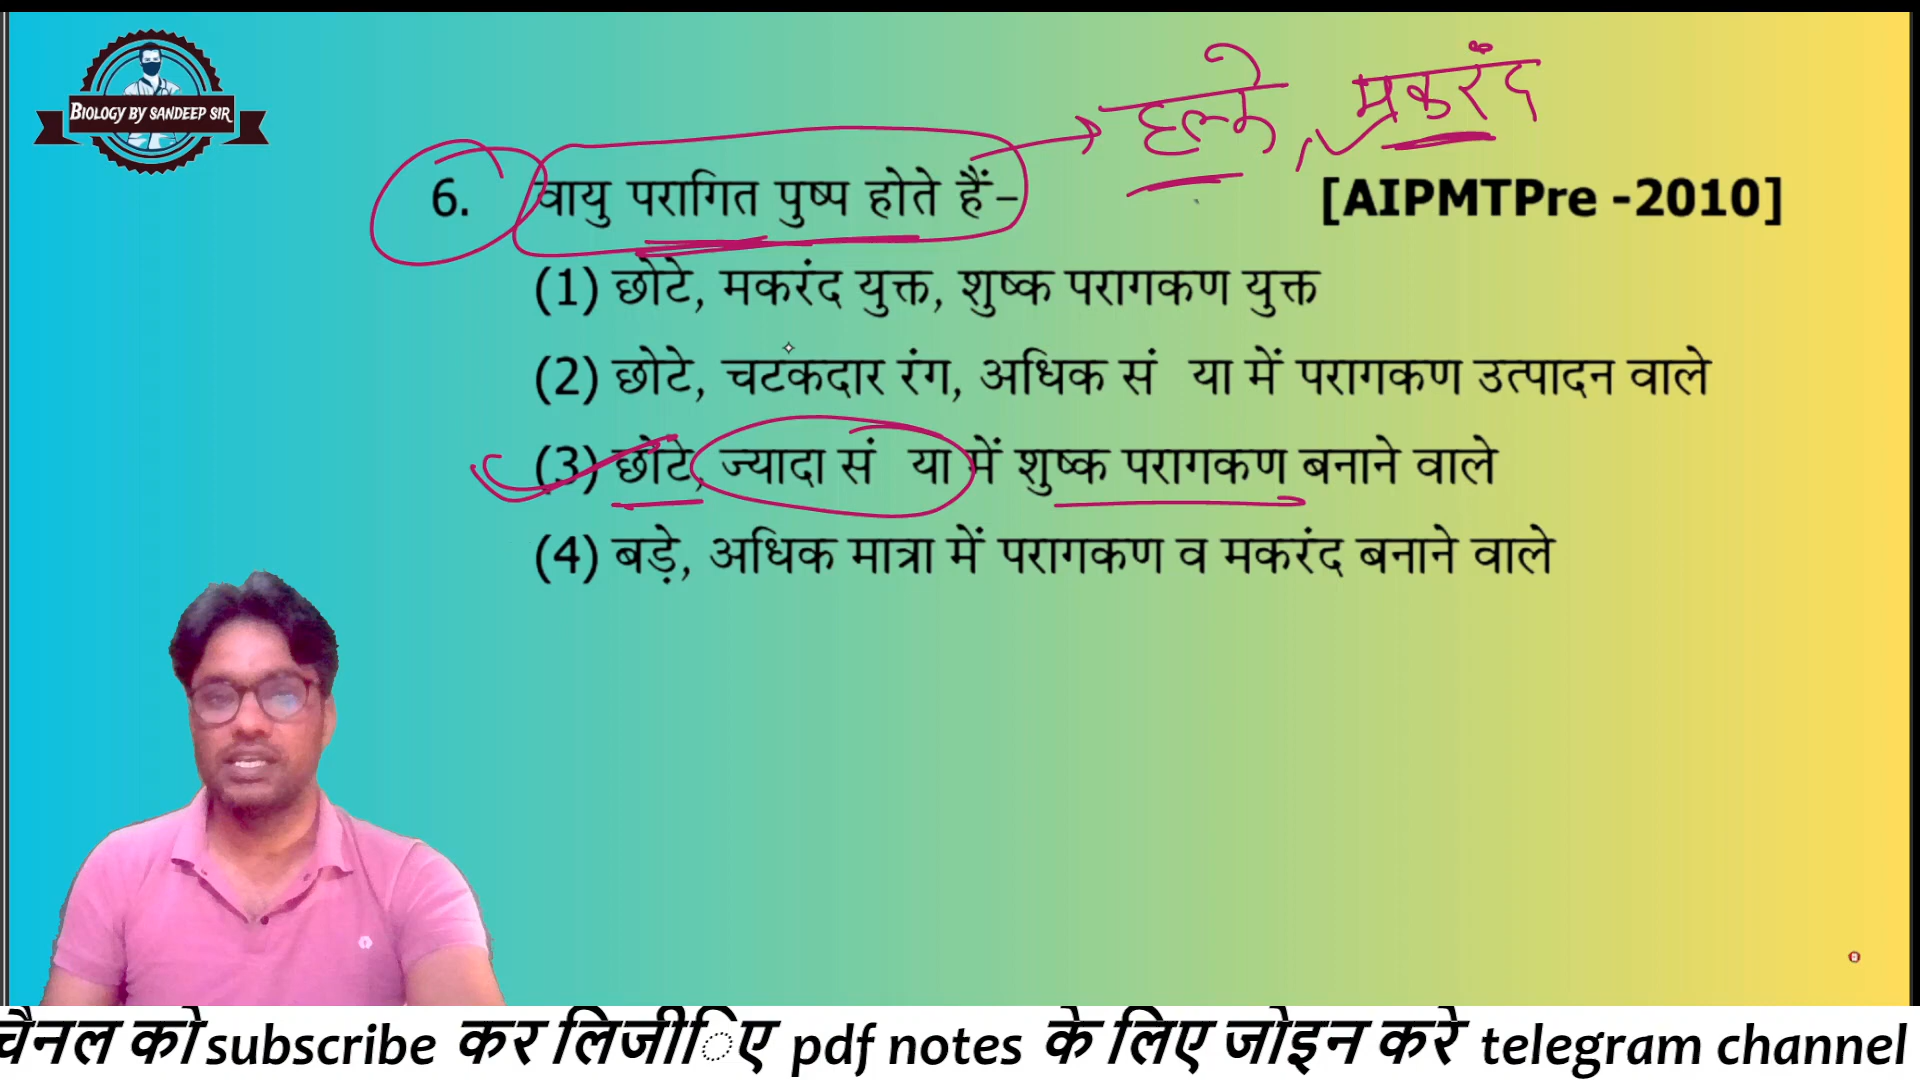 BIOLOGY BY SANDEEP SIR
हल्के, मकरंद
6. वायु परागित पुष्प होते हैं– [AIPMTPre -2010]
(1) छोटे, मकरंद युक्त, शुष्क परागकण युक्त
(2) छोटे, चटकदार रंग, अधिक सं या में परागकण उत्पादन वाले
(3) छोटे, ज्यादा सं या में शुष्क परागकण बनाने वाले
(4) बड़े, अधिक मात्रा में परागकण व मकरंद बनाने वाले
चैनल को subscribe कर लिजीिए pdf notes के लिए जोइन करे telegram channel